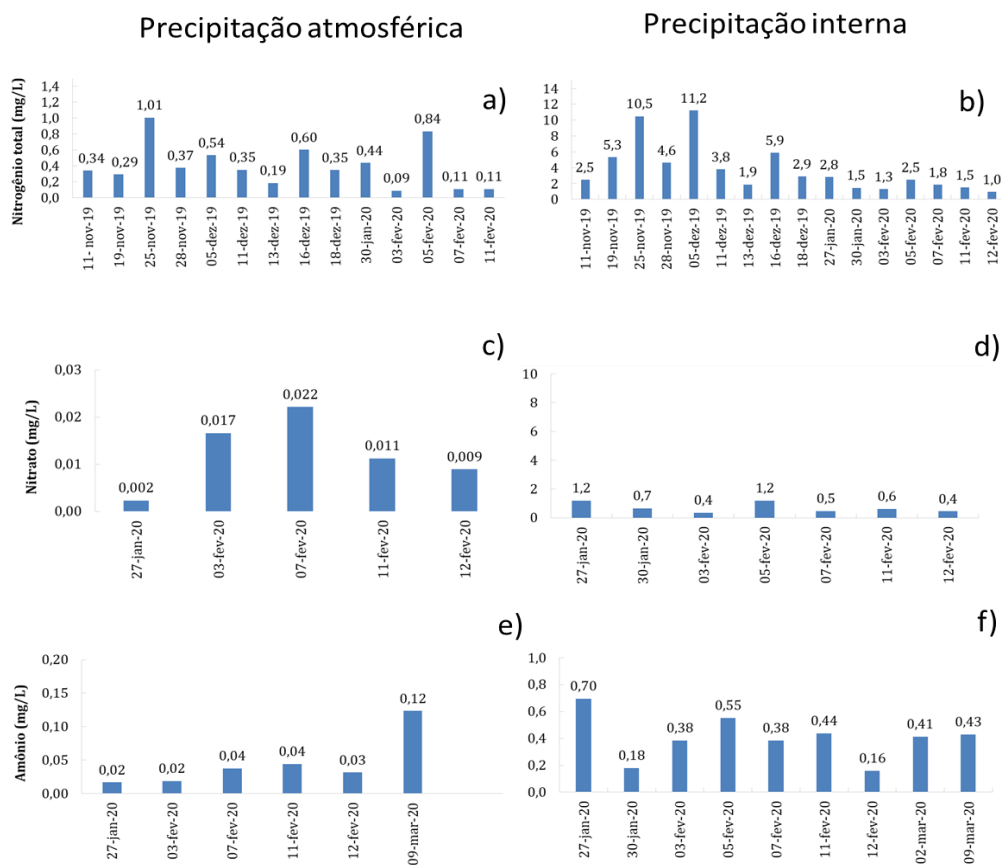 Precipitação atmosférica
Precipitação interna
a)
Nitrogênio total (mg/L)
1,4
1,2
1,0
0,8
0,6
0,4
0,2
0,0
0,34 0,29 1,01 0,37 0,54 0,35 0,19 0,60 0,35 0,44 0,09 0,84 0,11 0,11
11- nov-19 19-nov-19 25-nov-19 28-nov-19 05-dez-19 11-dez-19 13-dez-19 16-dez-19 18-dez-19 30-jan-20 03-fev-20 05-fev-20 07-fev-20 11-fev-20
b)
14
12
10
8
6
4
2
0
2,5 5,3 10,5 4,6 11,2 3,8 1,9 5,9 2,9 2,8 1,5 1,3 2,5 1,8 1,5 1,0
11-nov-19 19-nov-19 25-nov-19 28-nov-19 05-dez-19 11-dez-19 13-dez-19 16-dez-19 18-dez-19 27-jan-20 30-jan-20 03-fev-20 05-fev-20 07-fev-20 11-fev-20 12-fev-20
c)
Nitrato (mg/L)
0,03
0,02
0,01
0,00
0,002 0,017 0,022 0,011 0,009
27-jan-20 03-fev-20 07-fev-20 11-fev-20 12-fev-20
d)
10
8
6
4
2
0
1,2 0,7 0,4 1,2 0,5 0,6 0,4
27-jan-20 30-jan-20 03-fev-20 05-fev-20 07-fev-20 11-fev-20 12-fev-20
e)
Amônio (mg/L)
0,20
0,15
0,10
0,05
0,00
0,02 0,02 0,04 0,04 0,03 0,12
27-jan-20 03-fev-20 07-fev-20 11-fev-20 12-fev-20 09-mar-20
f)
1,0
0,8
0,6
0,4
0,2
0,0
0,70 0,18 0,38 0,55 0,38 0,44 0,16 0,41 0,43
27-jan-20 30-jan-20 03-fev-20 05-fev-20 07-fev-20 11-fev-20 12-fev-20 02-mar-20 09-mar-20